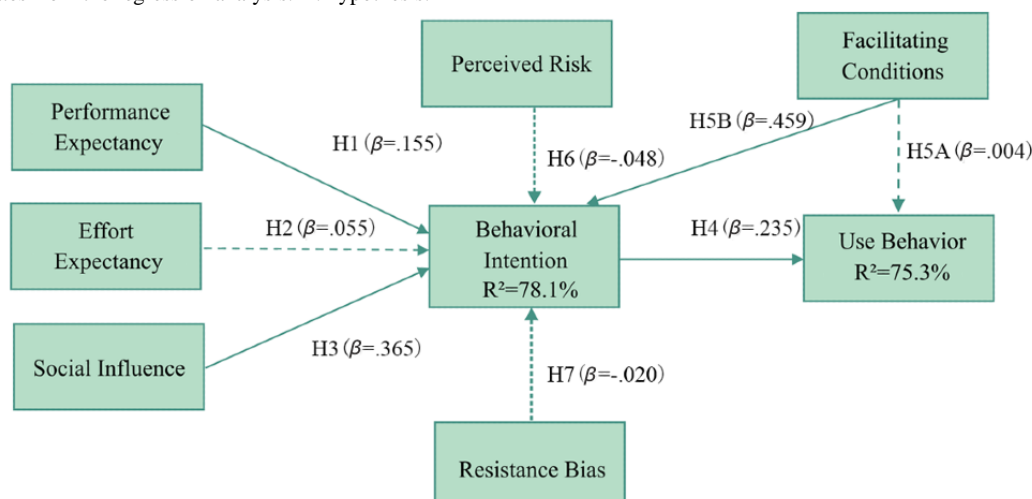 Perceived Risk
Facilitating
Conditions
Performance
Expectancy
H1(β=.155)
H6(β=-.048)
H5B(β=.459)
H5A(β=.004)
Effort
Expectancy
H2(β=.055)
Behavioral
Intention
R²=78.1%
H4(β=.235)
Use Behavior
R²=75.3%
Social Influence
H3(β=.365)
H7(β=-.020)
Resistance Bias